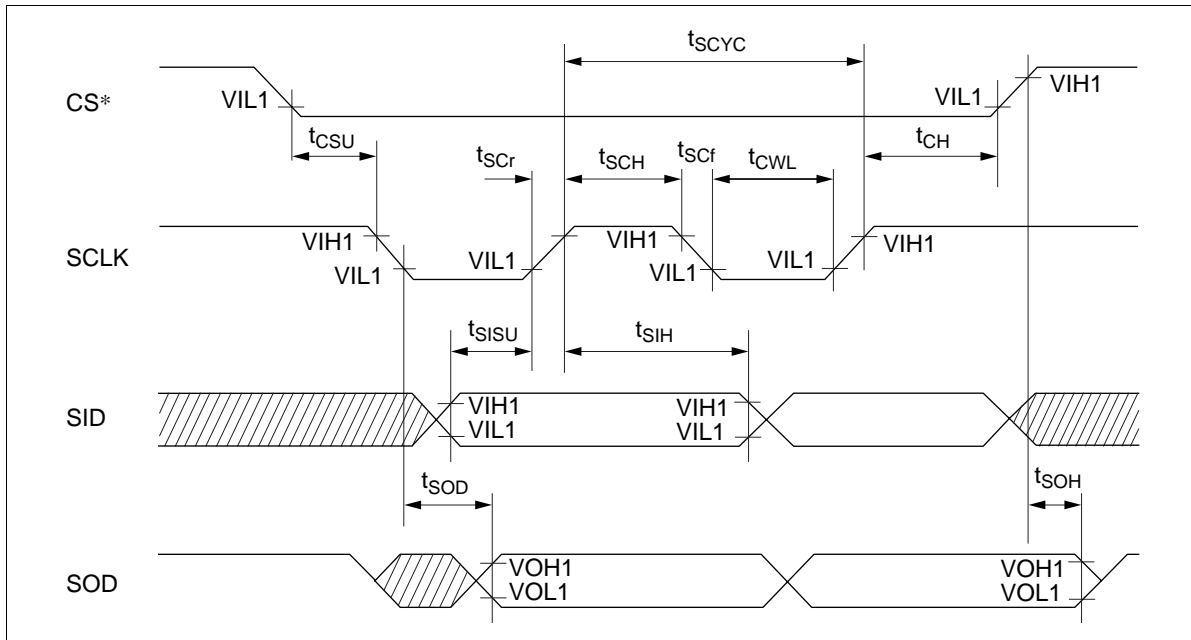 tSCYC
CS*
VIL1
VIL1
VIH1
tCSU
tSCr
tSCH
tSCf
tCWL
tCH
SCLK
VIH1
VIL1
VIL1
VIH1
VIL1
VIL1
VIH1
tSISU
tSIH
SID
VIH1
VIL1
VIH1
VIL1
tSOD
tSOH
SOD
VOH1
VOL1
VOH1
VOL1